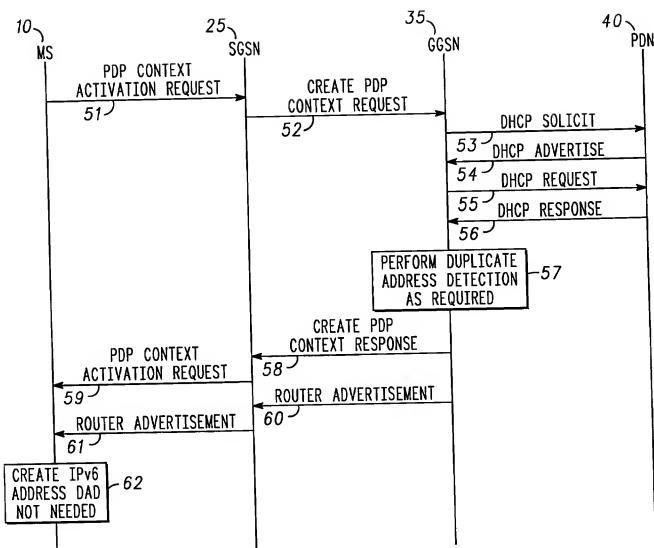 10
25
35
40
MS
SGSN
GGSN
PDN
PDP CONTEXT
ACTIVATION REQUEST
51
CREATE PDP
CONTEXT REQUEST
52
DHCP SOLICIT
53
DHCP ADVERTISE
54
DHCP REQUEST
55
DHCP RESPONSE
56
PERFORM DUPLICATE
ADDRESS DETECTION
AS REQUIRED
57
CREATE PDP
CONTEXT RESPONSE
58
PDP CONTEXT
ACTIVATION REQUEST
59
ROUTER ADVERTISEMENT
60
ROUTER ADVERTISEMENT
61
CREATE IPv6
ADDRESS DAD
NOT NEEDED
62